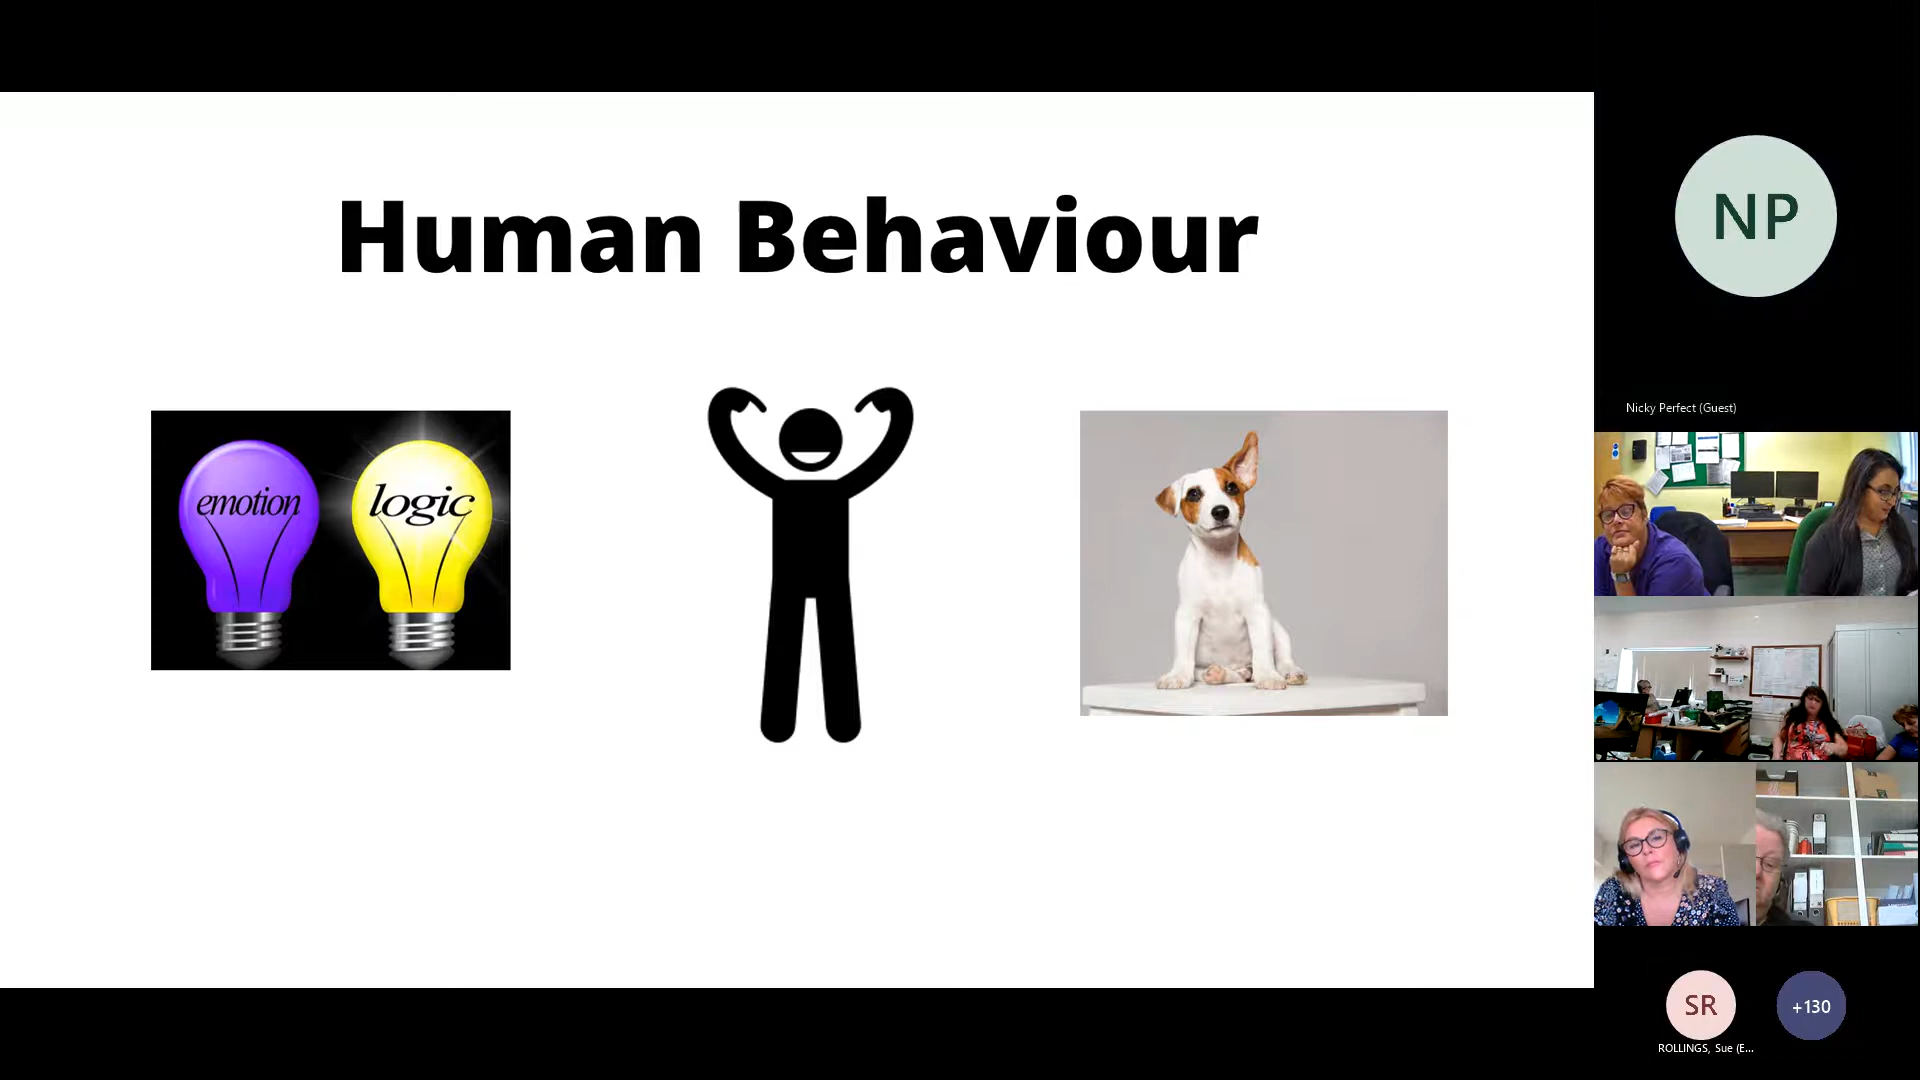 Human Behaviour
emotion
logic
NP
Nicky Perfect (Guest)
SR
+130
ROLLINGS, Sue (E...